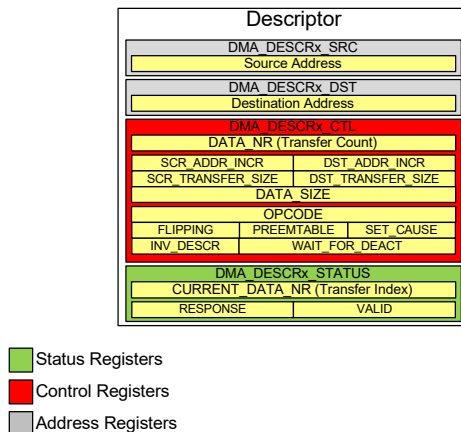 Descriptor
DMA_DESCRx_SRC
Source Address
DMA_DESCRx_DST
Destination Address
DMA_DESCRx_CTL
DATA_NR (Transfer Count)
SCR_ADDR_INCR DST_ADDR_INCR
SCR_TRANSFER_SIZE DST_TRANSFER_SIZE
DATA_SIZE
OPCODE
FLIPPING PREEMTABLE SET_CAUSE
INV_DESCR WAIT_FOR_DEACT
DMA_DESCRx_STATUS
CURRENT_DATA_NR (Transfer Index)
RESPONSE VALID
Status Registers
Control Registers
Address Registers